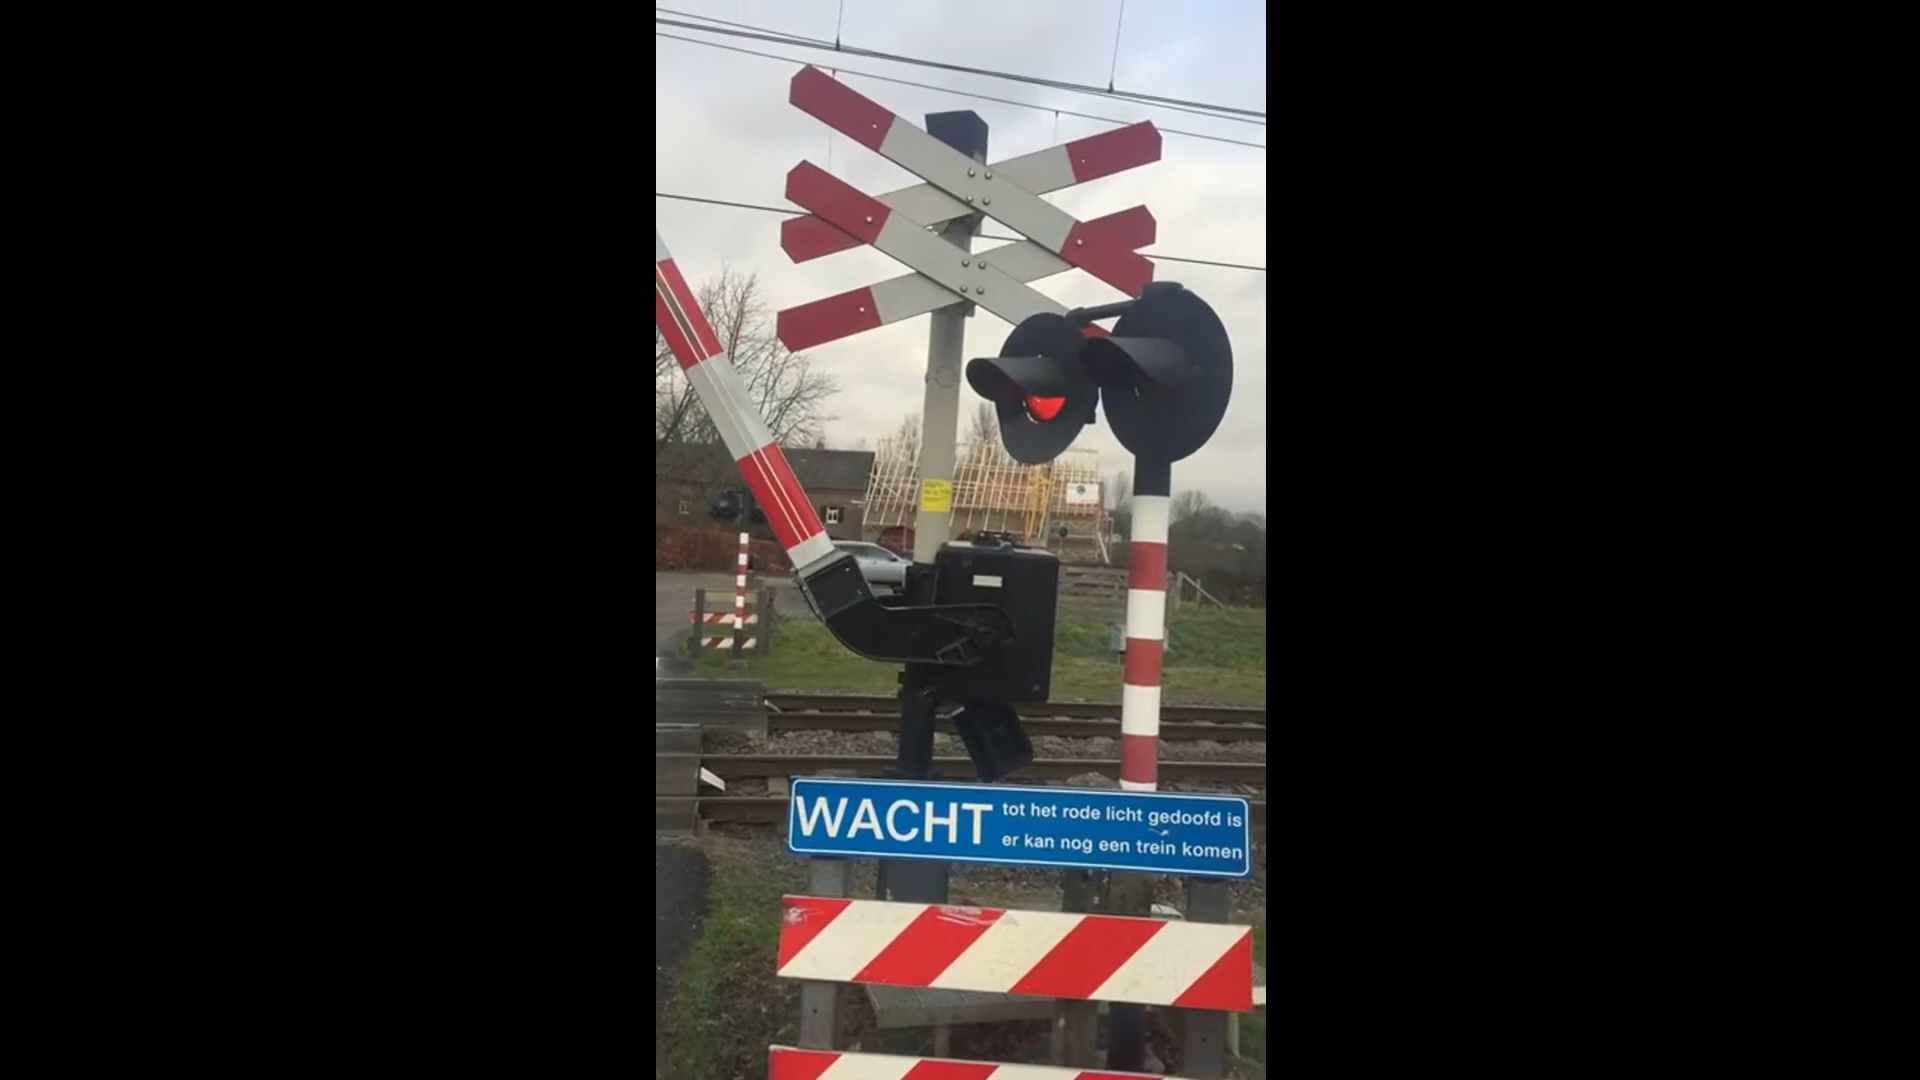 WACHT
tot het rode licht gedoofd is
er kan nog een trein komen